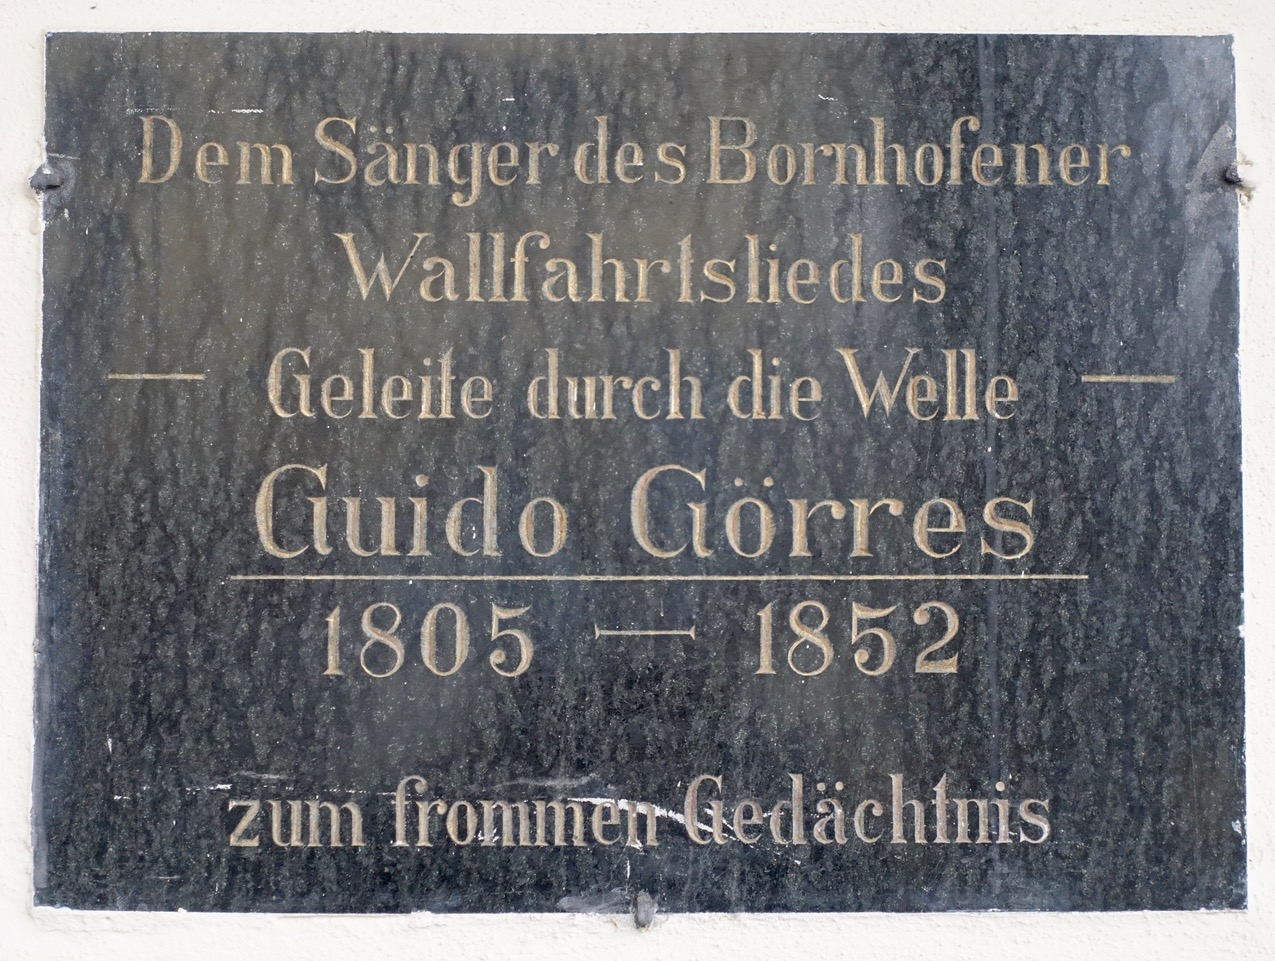 Dem Sänger des Bornhofener
Wallfahrtsliedes
— Geleite durch die Welle —
Guido Görres
1805 — 1852
zum frommen Gedächtnis